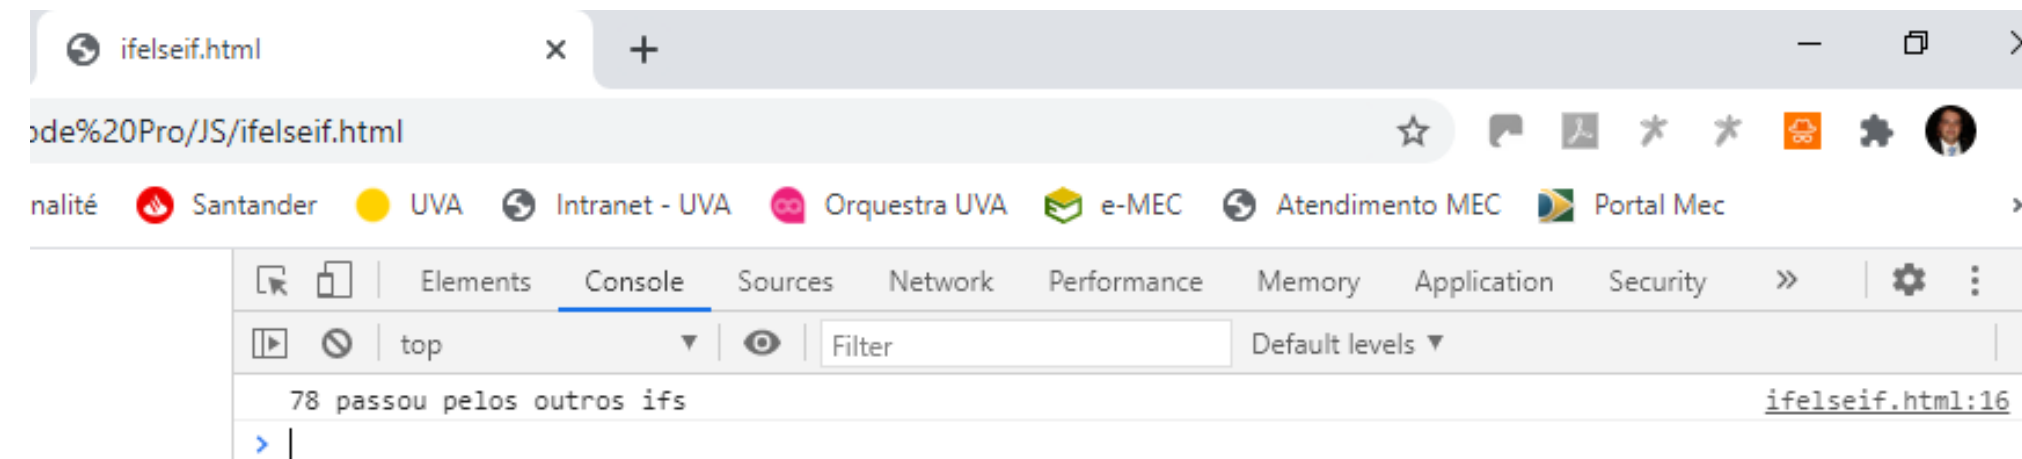 ifelseif.html
ode%20Pro/JS/ifelseif.html
nalité Santander UVA Intranet - UVA Orquestra UVA e-MEC Atendimento MEC Portal Mec
Elements Console Sources Network Performance Memory Application Security
top Filter Default levels
78 passou pelos outros ifs ifelseif.html:16